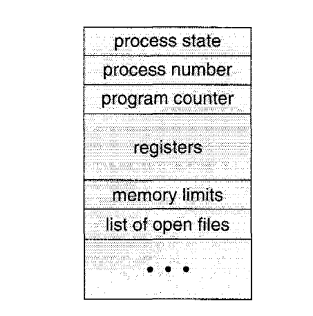 process state
process number
program counter
registers
memory limits
list of open files
• • •